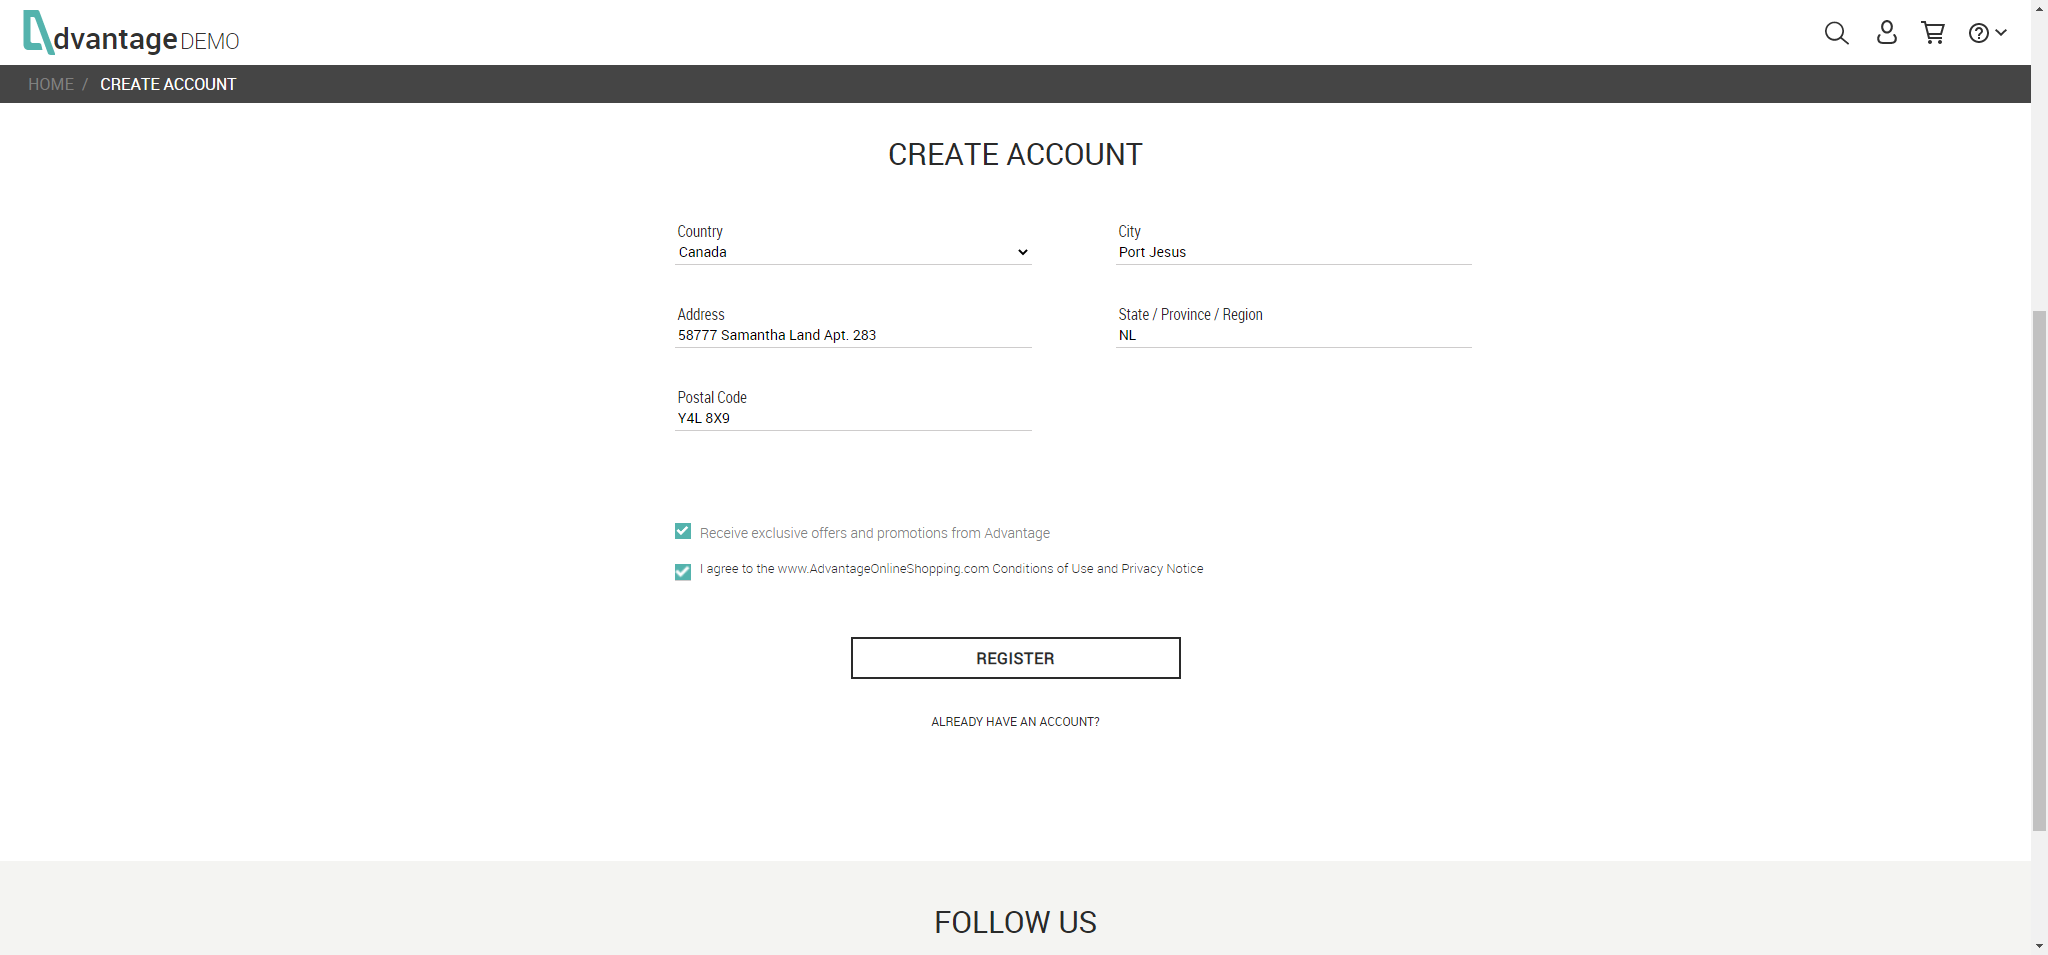 dvantage DEMO
HOME / CREATE ACCOUNT
CREATE ACCOUNT
Country
Canada
City
Port Jesus
Address
58777 Samantha Land Apt. 283
State / Province / Region
NL
Postal Code
Y4L 8X9
Receive exclusive offers and promotions from Advantage
I agree to the www.AdvantageOnlineShopping.com Conditions of Use and Privacy Notice
REGISTER
ALREADY HAVE AN ACCOUNT?
FOLLOW US